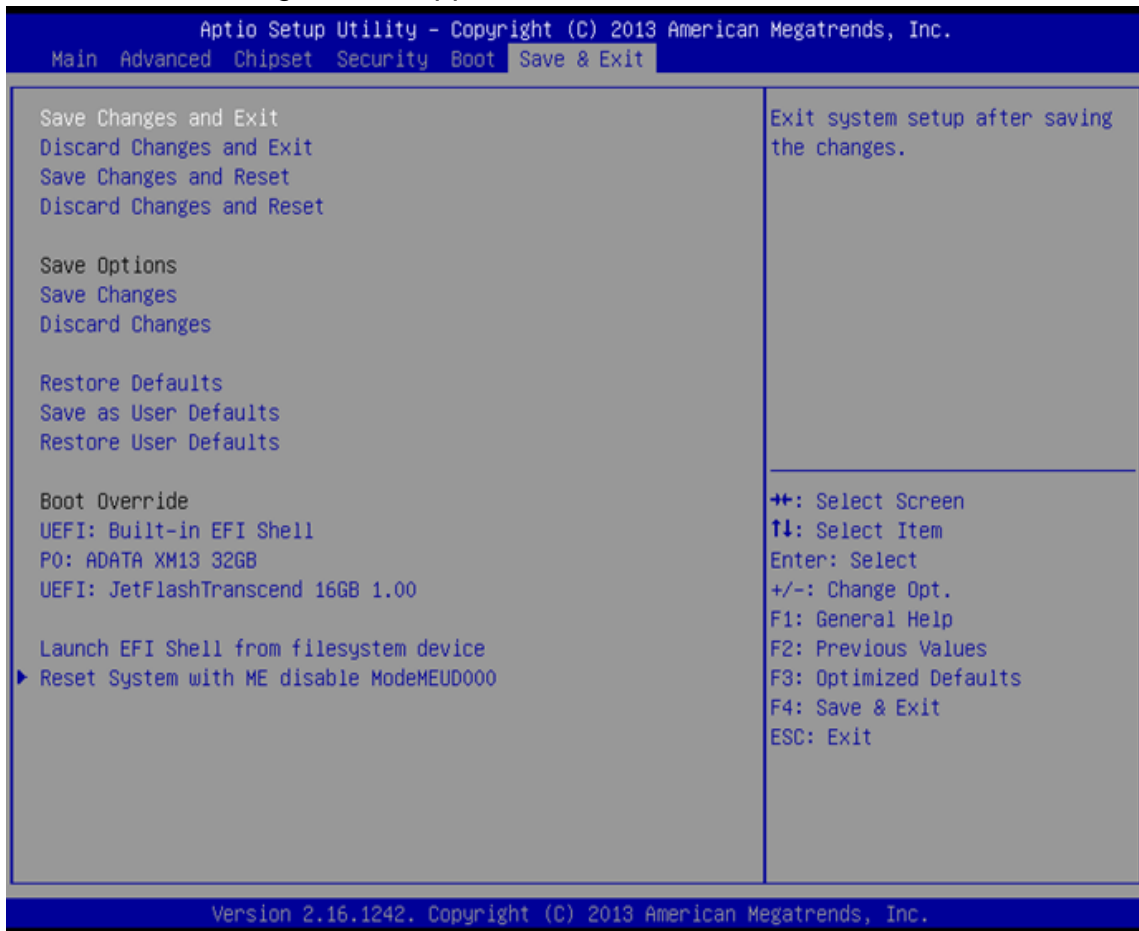 Aptio Setup Utility – Copyright (C) 2013 American Megatrends, Inc.
Main Advanced Chipset Security Boot Save & Exit
Save Changes and Exit
Discard Changes and Exit
Save Changes and Reset
Discard Changes and Reset
Save Options
Save Changes
Discard Changes
Restore Defaults
Save as User Defaults
Restore User Defaults
Boot Override
UEFI: Built-in EFI Shell
P0: ADATA XM13 32GB
UEFI: JetFlashTranscend 16GB 1.00
Launch EFI Shell from filesystem device
Reset System with ME disable ModeMEUD000
Exit system setup after saving
the changes.
→←: Select Screen
↑↓: Select Item
Enter: Select
+/-: Change Opt.
F1: General Help
F2: Previous Values
F3: Optimized Defaults
F4: Save & Exit
ESC: Exit
Version 2.16.1242. Copyright (C) 2013 American Megatrends, Inc.